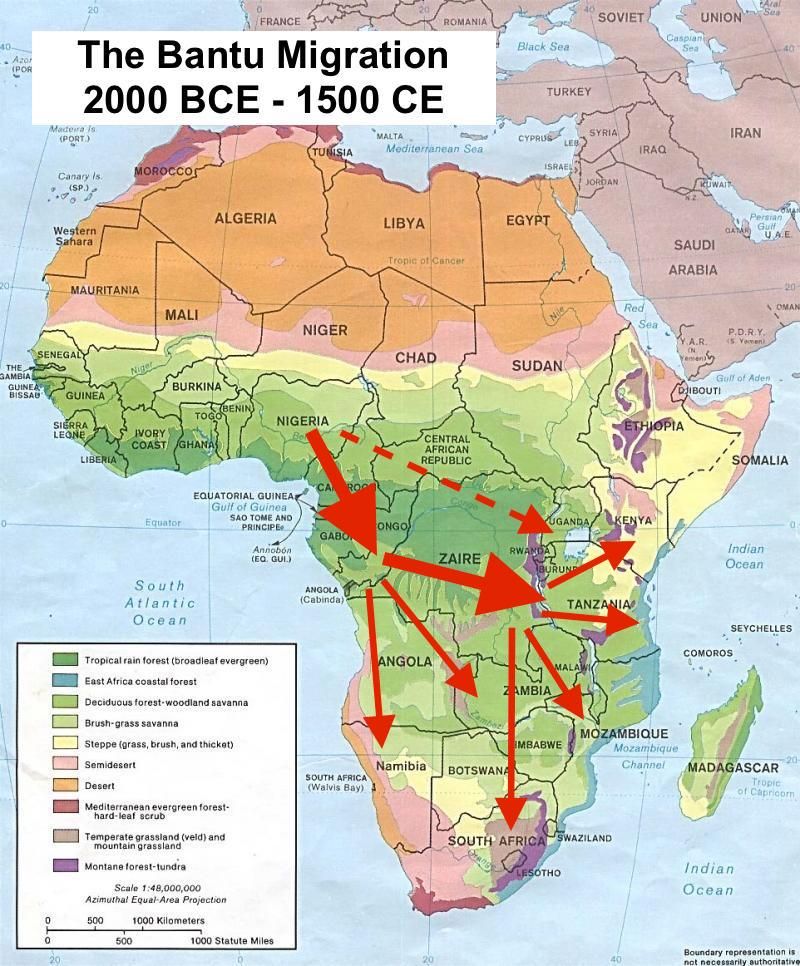 The Bantu Migration
2000 BCE - 1500 CE
FRANCE
ROMANIA
SOVIET UNION
Aral
Sea
Black Sea
Caspian
Sea
TURKEY
Madeira Is.
(PORT.)
MALTA
Mediterranean Sea
CYPRUS
SYRIA
LEB.
IRAQ
IRAN
ISRAEL
JORDAN
KUWAIT
N.Z.
TUNISIA
MOROCCO
Canary Is.
(SP.)
ALGERIA
LIBYA
EGYPT
Persian
Gulf
QATAR
U.A.E.
Western
Sahara
SAUDI
ARABIA
Tropic of Cancer
OMAN
20
MAURITANIA
MALI
NIGER
CHAD
SUDAN
Nile
Red
Sea
Y.A.R.
(N.
Yemen)
P.D.R.Y.
(S. Yemen)
SENEGAL
THE
GAMBIA
GUINEA
BISSAU
Niger
BURKINA
DJIBOUTI
Gulf of Aden
GUINEA
TOGO
BENIN
NIGERIA
SIERRA
LEONE
IVORY
COAST
GHANA
LIBERIA
CENTRAL
AFRICAN
REPUBLIC
ETHIOPIA
SOMALIA
EQUATORIAL GUINEA
Gulf of Guinea
SAO TOME AND
PRINCIPE
Equator
0
Annobón
(EQ. GUI.)
Congo
UGANDA
KENYA
ZAIRE
RWANDA
Indian
Ocean
ANGOLA
(Cabinda)
TANZANIA
South
Atlantic
Ocean
SEYCHELLES
COMOROS
ANGOLA
MALAWI
ZAMBIA
Zambezi
MOZAMBIQUE
Mozambique
Channel
Namibia
BOTSWANA
MADAGASCAR
SOUTH AFRICA
(Walvis Bay)
Tropic
of Capricorn
SOUTH AFRICA
SWAZILAND
Orange
LESOTHO
Indian
Ocean
Tropical rain forest (broadleaf evergreen)
East Africa coastal forest
Deciduous forest-woodland savanna
Brush-grass savanna
Steppe (grass, brush, and thicket)
Semidesert
Desert
Mediterranean evergreen forest-
hard-leaf scrub
Temperate grassland (veld) and
mountain grassland
Montane forest-tundra
Scale 1:48,000,000
Azimuthal Equal-Area Projection
0 500 1000 Kilometers
0 500 1000 Statute Miles
20 0 20 40
Boundary representation is
not necessarily authoritative